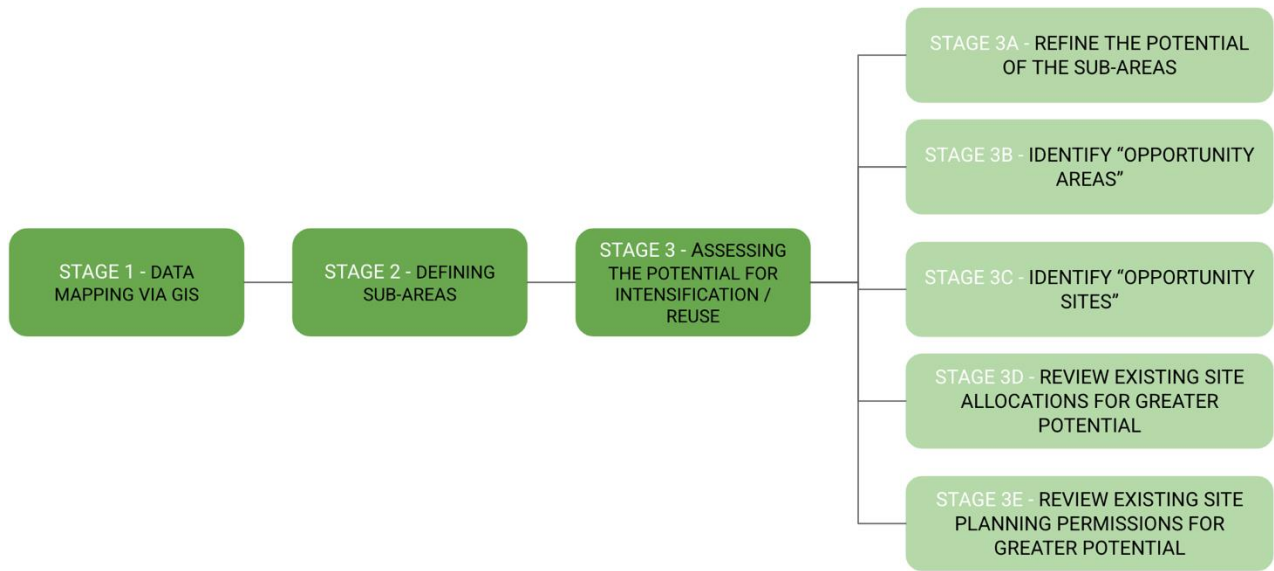 STAGE 1 - DATA
MAPPING VIA GIS
STAGE 2 - DEFINING
SUB-AREAS
STAGE 3 - ASSESSING
THE POTENTIAL FOR
INTENSIFICATION /
REUSE
STAGE 3A - REFINE THE POTENTIAL
OF THE SUB-AREAS
STAGE 3B - IDENTIFY “OPPORTUNITY
AREAS”
STAGE 3C - IDENTIFY “OPPORTUNITY
SITES”
STAGE 3D - REVIEW EXISTING SITE
ALLOCATIONS FOR GREATER
POTENTIAL
STAGE 3E - REVIEW EXISTING SITE
PLANNING PERMISSIONS FOR
GREATER POTENTIAL